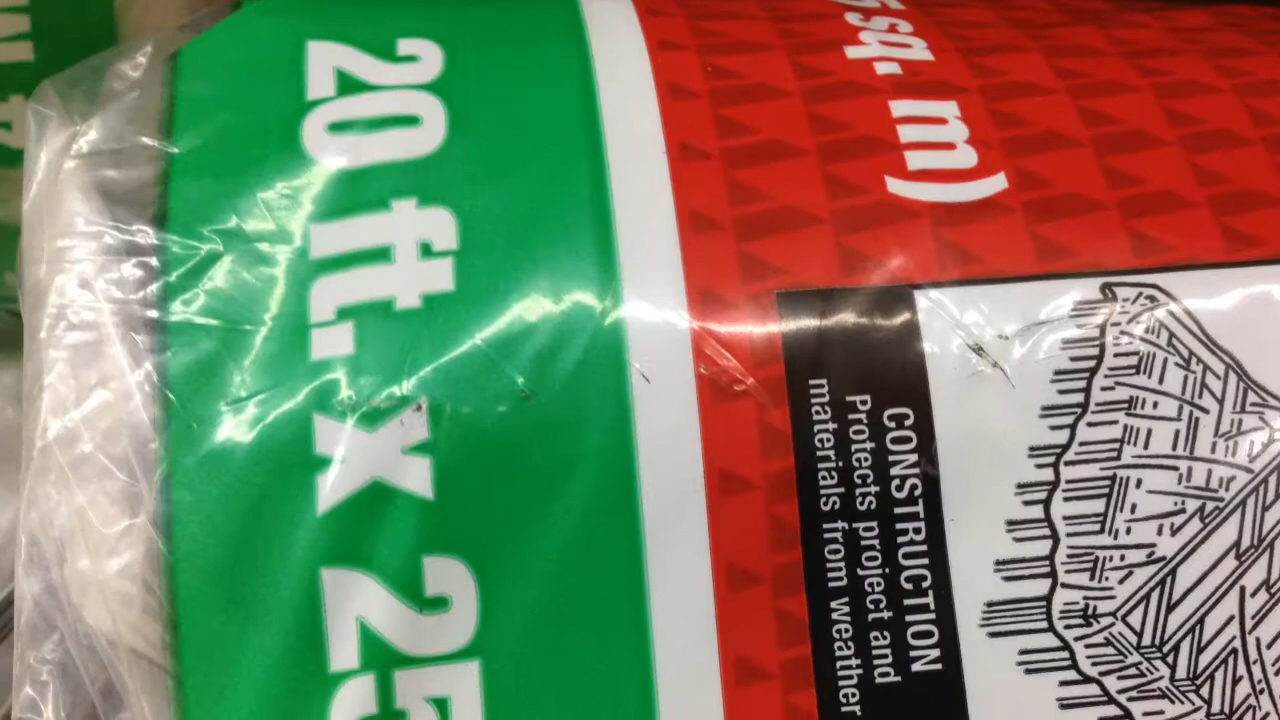 sq. m)
20 ft. x 25
CONSTRUCTION
Protects project and
materials from weather